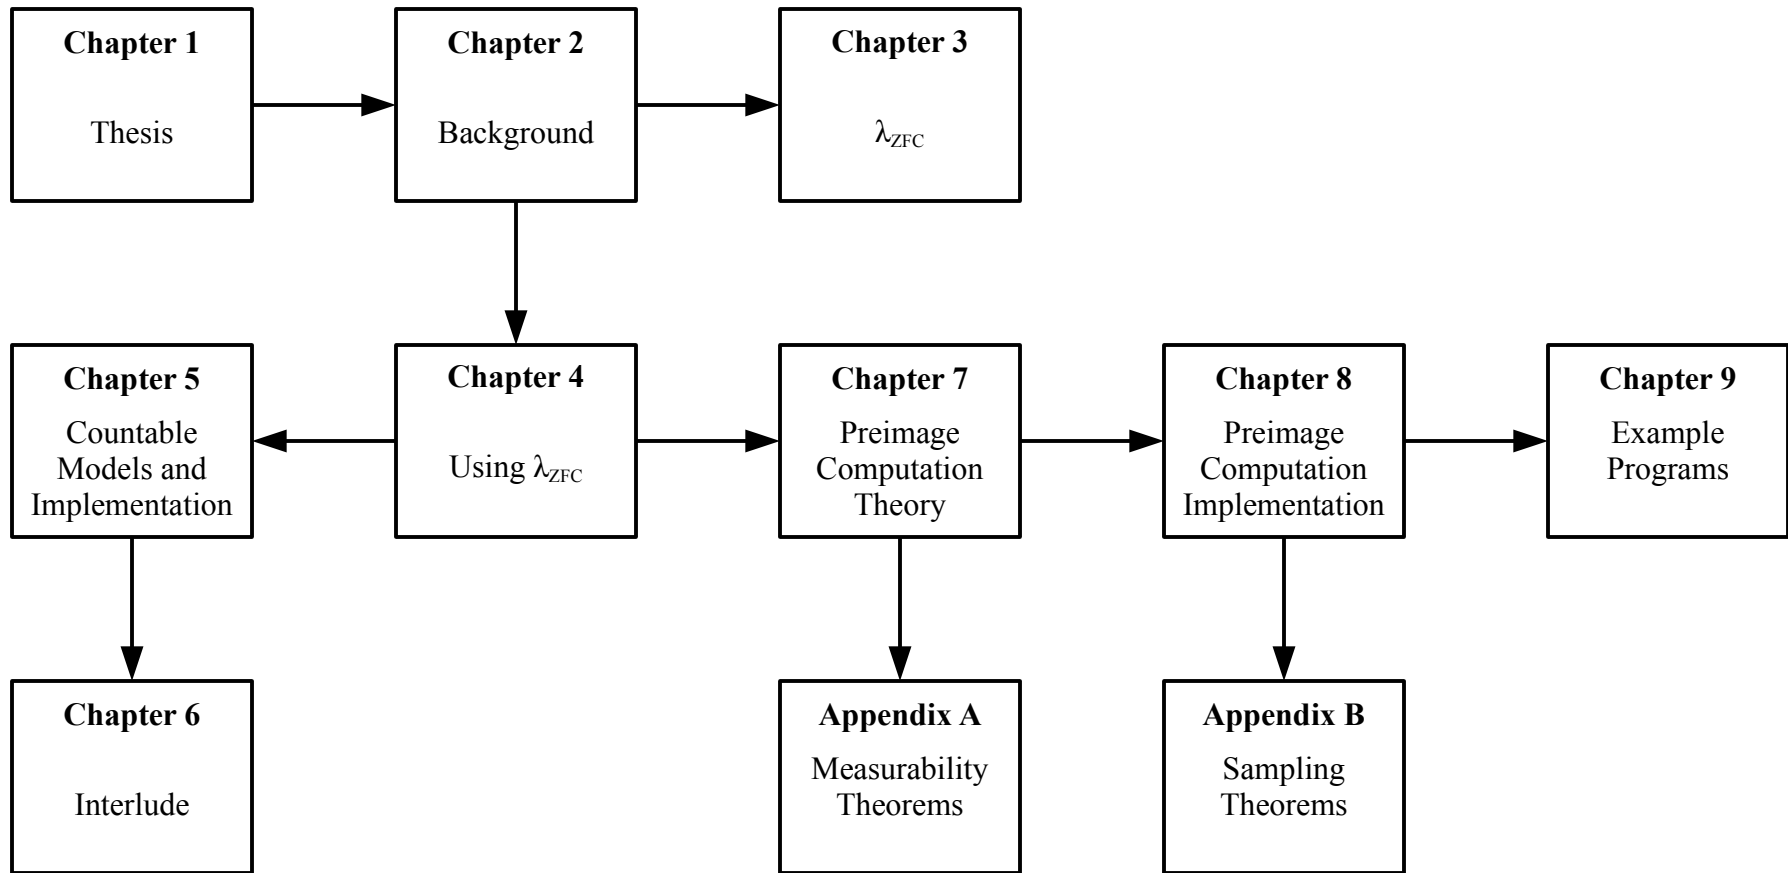 Chapter 1
Thesis
Chapter 2
Background
Chapter 3
λZFC
Chapter 5
Countable
Models and
Implementation
Chapter 4
Using λZFC
Chapter 7
Preimage
Computation
Theory
Chapter 8
Preimage
Computation
Implementation
Chapter 9
Example
Programs
Chapter 6
Interlude
Appendix A
Measurability
Theorems
Appendix B
Sampling
Theorems